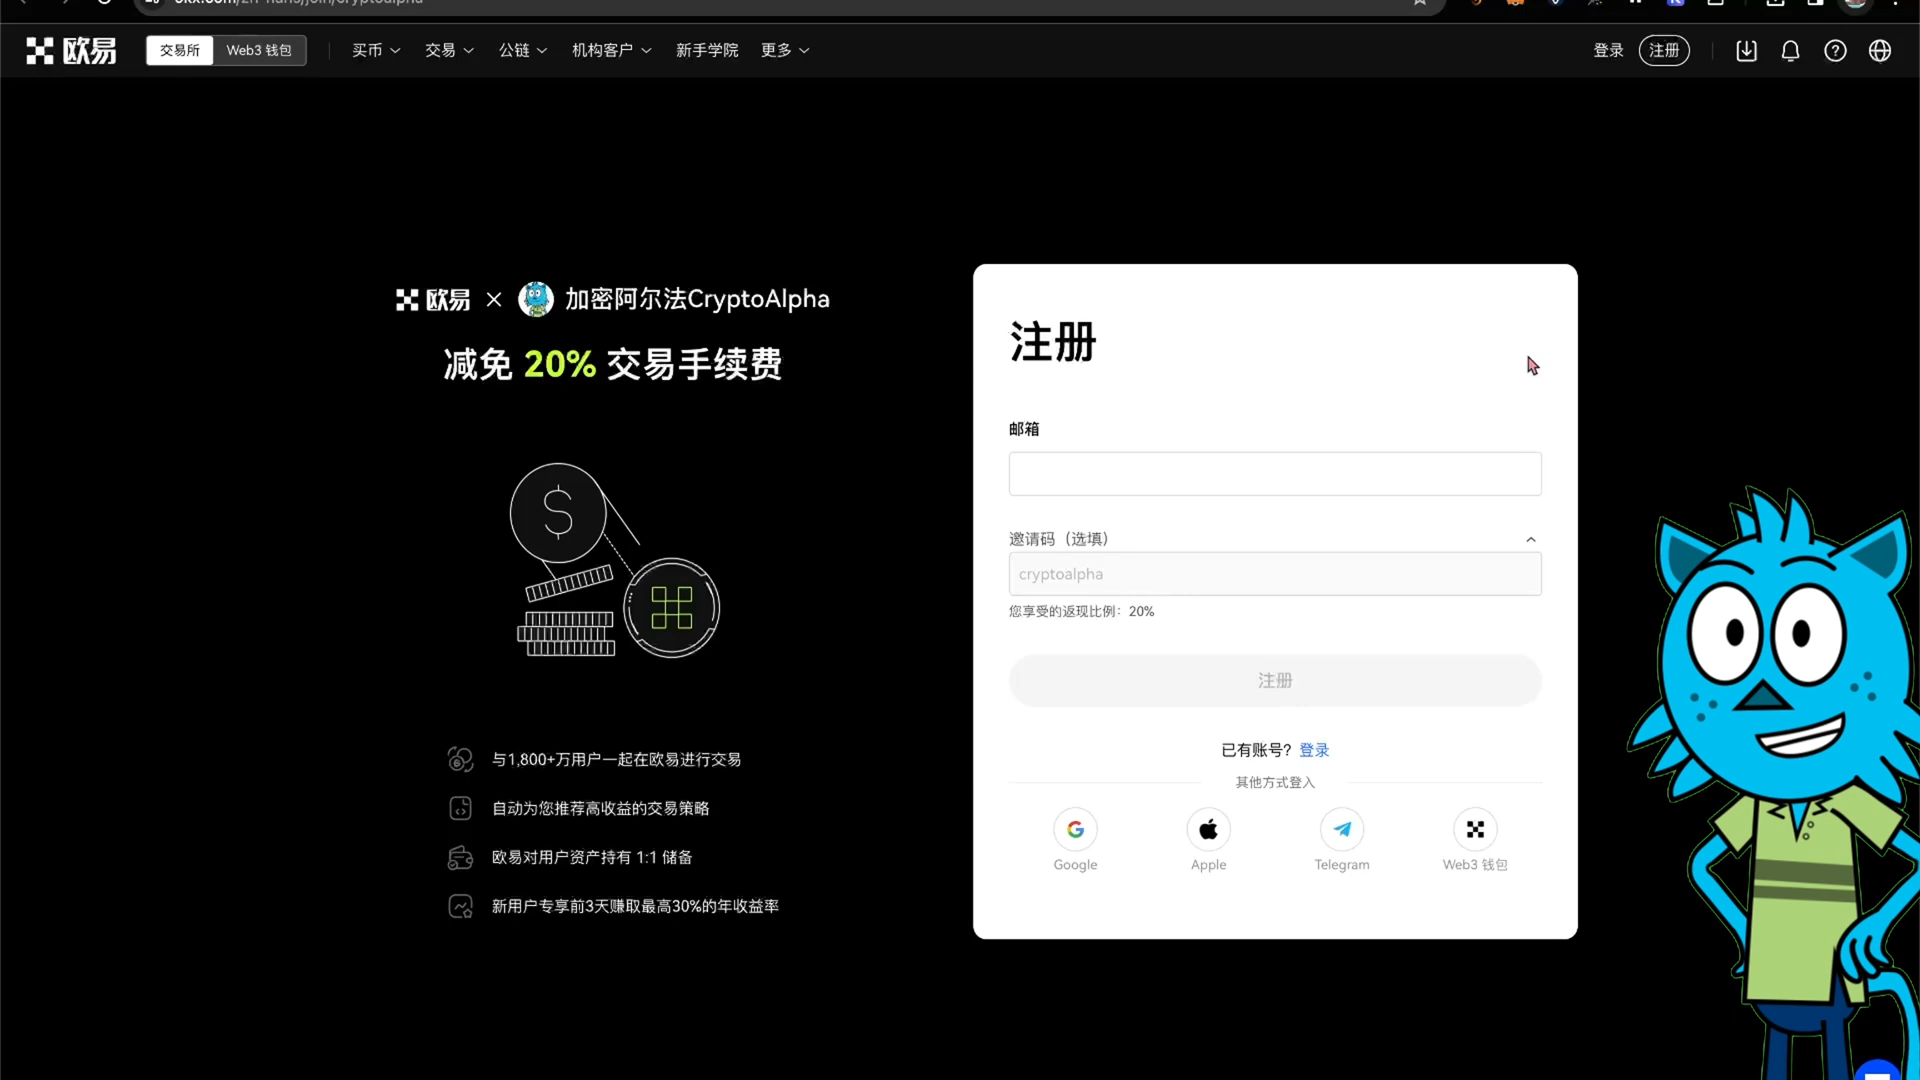 欧易
交易所
Web3 钱包
买币
交易
公链
机构客户
新手学院
更多
登录
注册
欧易 × 加密阿尔法CryptoAlpha
减免 20% 交易手续费
与1,800+万用户一起在欧易进行交易
自动为您推荐高收益的交易策略
欧易对用户资产持有 1:1 储备
新用户专享前3天赚取最高30%的年收益率
注册
邮箱
邀请码（选填）
cryptoalpha
您享受的返现比例：20%
注册
已有账号？登录
其他方式登入
Google
Apple
Telegram
Web3 钱包